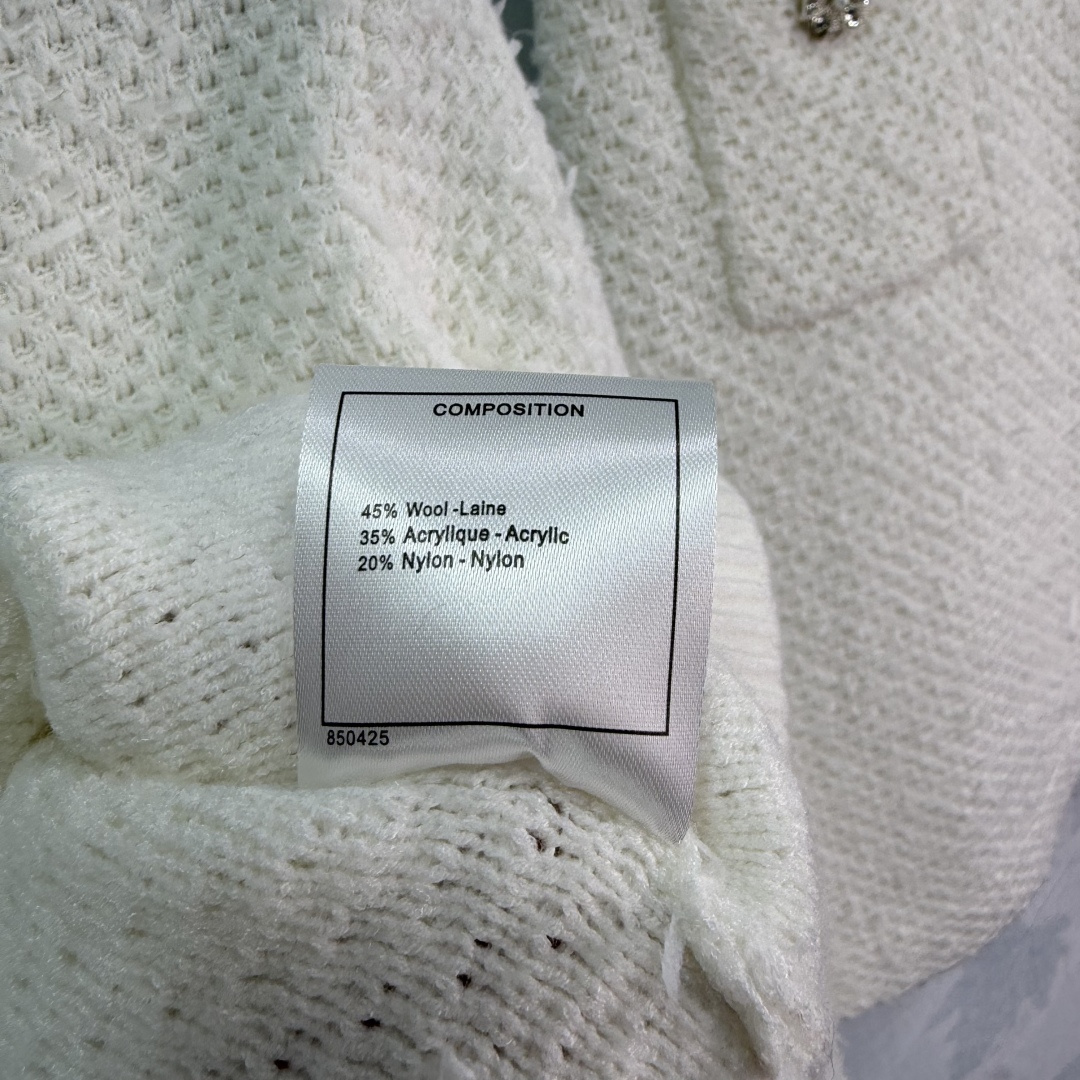 COMPOSITION
45% Wool -Laine
35% Acrylique - Acrylic
20% Nylon - Nylon
850425